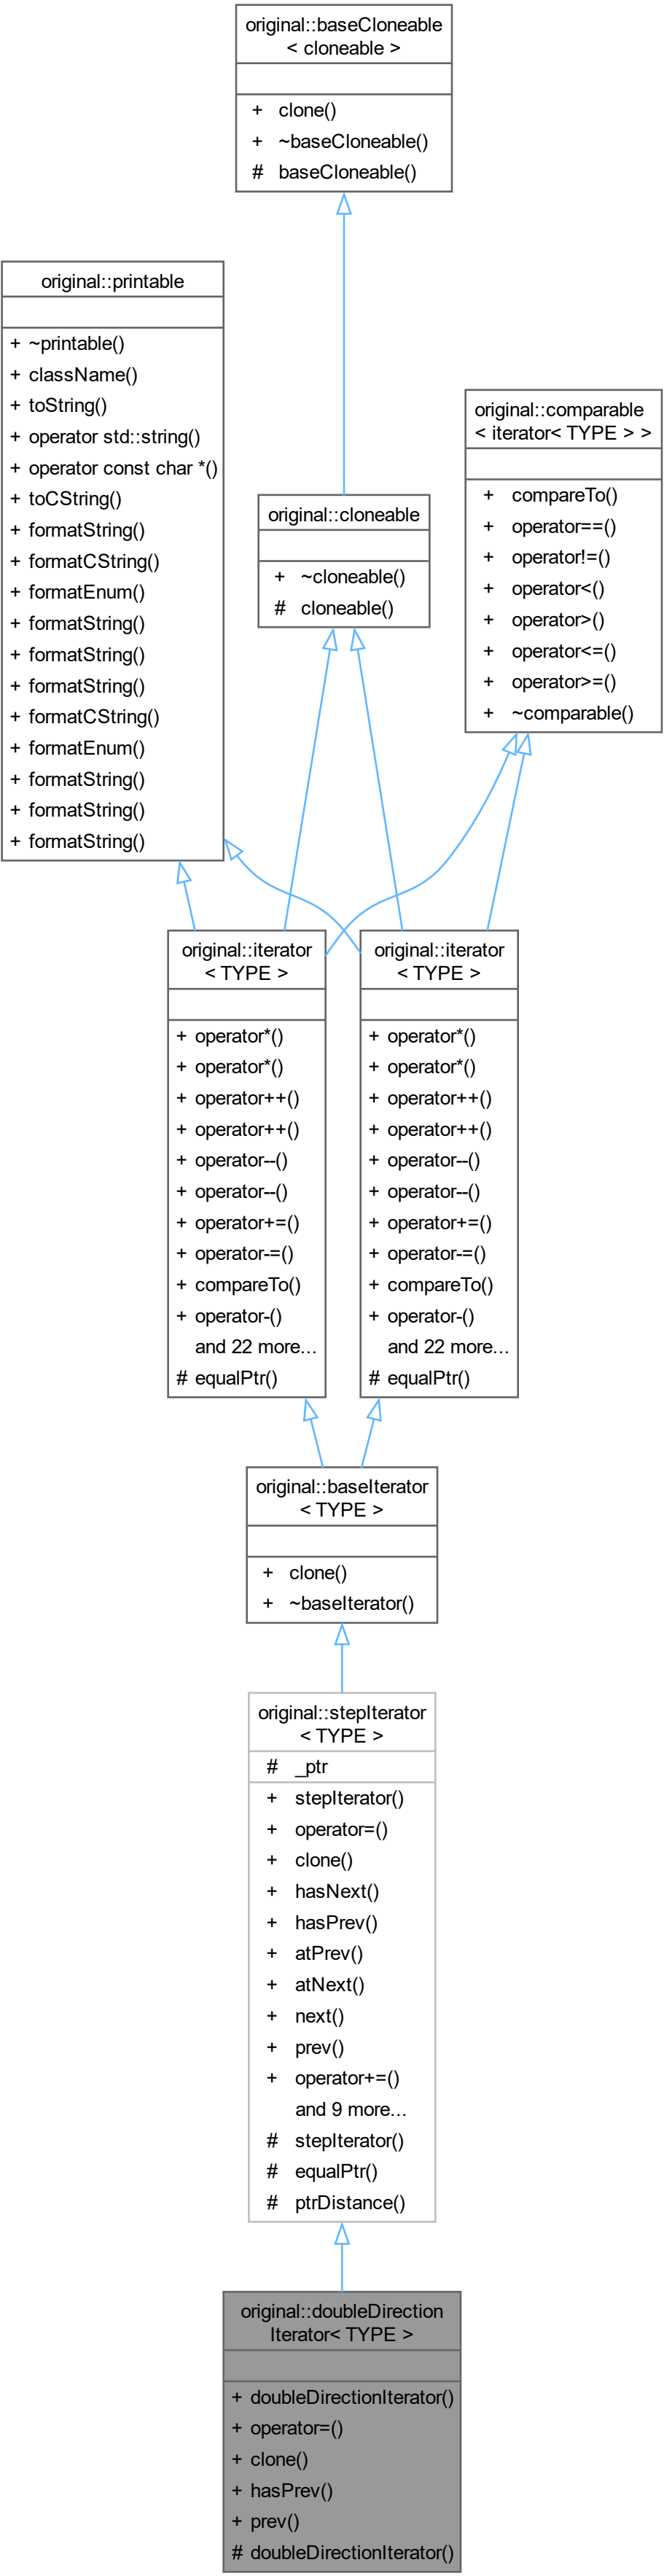 original::baseCloneable
< cloneable >
+ clone()
+ ~baseCloneable()
# baseCloneable()
original::printable
+ ~printable()
+ className()
+ toString()
+ operator std::string()
+ operator const char *()
+ toCString()
+ formatString()
+ formatCString()
+ formatEnum()
+ formatString()
+ formatString()
+ formatString()
+ formatCString()
+ formatEnum()
+ formatString()
+ formatString()
+ formatString()
original::cloneable
+ ~cloneable()
# cloneable()
original::comparable
< iterator< TYPE > >
+ compareTo()
+ operator==()
+ operator!=()
+ operator<()
+ operator>()
+ operator<=()
+ operator>=()
+ ~comparable()
original::iterator
< TYPE >
+ operator*()
+ operator*()
+ operator++()
+ operator++()
+ operator--()
+ operator--()
+ operator+=()
+ operator-=()
+ compareTo()
+ operator-()
and 22 more...
# equalPtr()
original::iterator
< TYPE >
+ operator*()
+ operator*()
+ operator++()
+ operator++()
+ operator--()
+ operator--()
+ operator+=()
+ operator-=()
+ compareTo()
+ operator-()
and 22 more...
# equalPtr()
original::baseIterator
< TYPE >
+ clone()
+ ~baseIterator()
original::stepIterator
< TYPE >
# _ptr
+ stepIterator()
+ operator=()
+ clone()
+ hasNext()
+ hasPrev()
+ atPrev()
+ atNext()
+ next()
+ prev()
+ operator+=()
and 9 more...
# stepIterator()
# equalPtr()
# ptrDistance()
original::doubleDirection
Iterator< TYPE >
+ doubleDirectionIterator()
+ operator=()
+ clone()
+ hasPrev()
+ prev()
# doubleDirectionIterator()